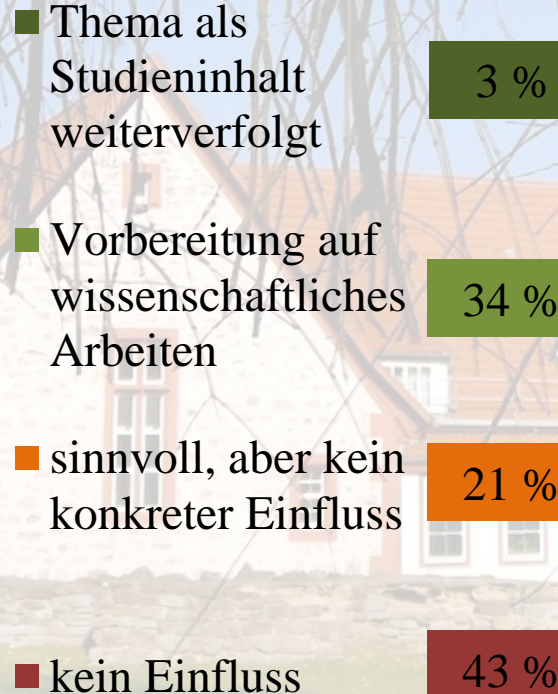 Thema als
Studieninhalt
weiterverfolgt
3 %
Vorbereitung auf
wissenschaftliches
Arbeiten
34 %
sinnvoll, aber kein
konkreter Einfluss
21 %
kein Einfluss
43 %